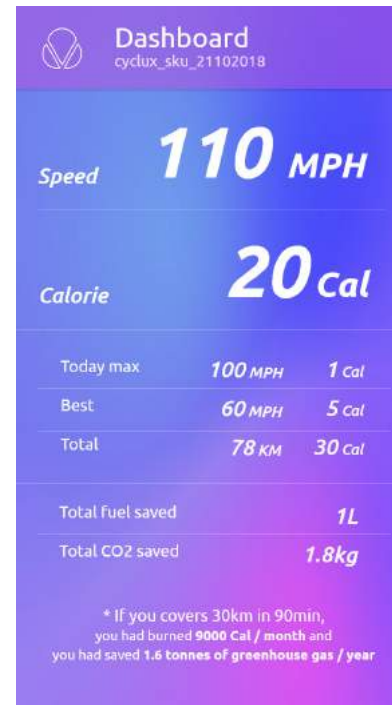 Dashboard
cyclux_sku_21102018
Speed 110 MPH
Calorie 20 Cal
Today max 100 MPH 1 Cal
Best 60 MPH 5 Cal
Total 78 KM 30 Cal
Total fuel saved 1L
Total CO2 saved 1.8kg
* If you covers 30km in 90min,
you had burned 9000 Cal / month and
you had saved 1.6 tonnes of greenhouse gas / year